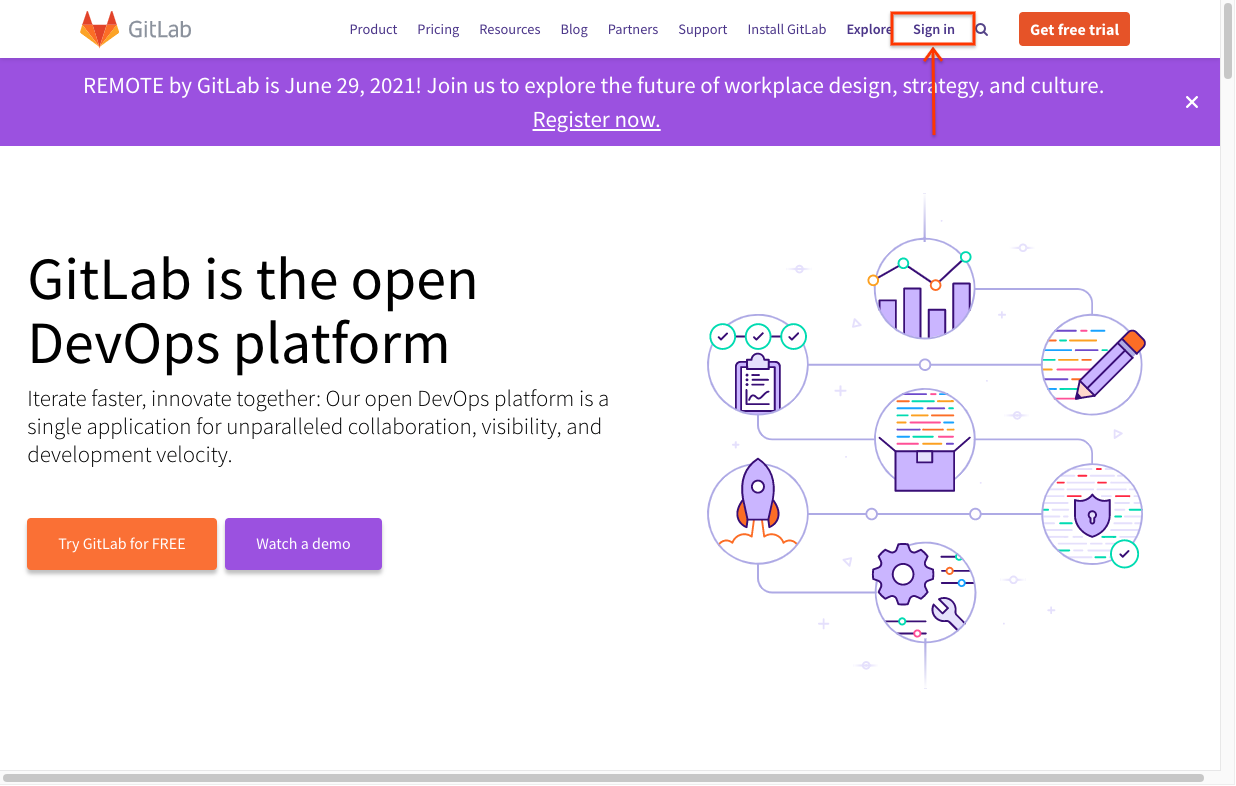 GitLab
Product Pricing Resources Blog Partners Support Install GitLab Explore Sign in Get free trial
REMOTE by GitLab is June 29, 2021! Join us to explore the future of workplace design, strategy, and culture.
Register now.
GitLab is the open
DevOps platform
Iterate faster, innovate together: Our open DevOps platform is a
single application for unparalleled collaboration, visibility, and
development velocity.
Try GitLab for FREE Watch a demo